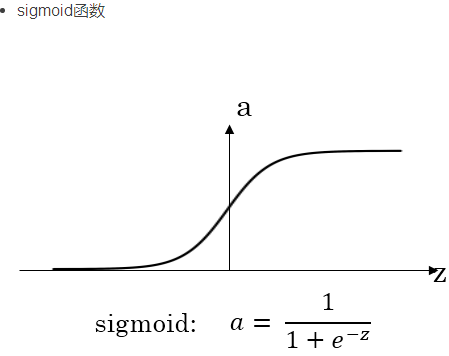 • sigmoid函数
a
z
sigmoid: a = 1 / (1 + e^{-z})